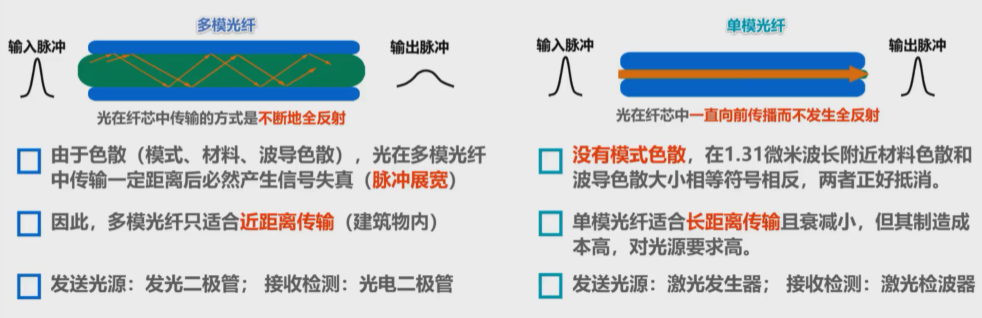 多模光纤
输入脉冲
输出脉冲
光在纤芯中传输的方式是不断地全反射
由于色散（模式、材料、波导色散），光在多模光纤
中传输一定距离后必然产生信号失真（脉冲展宽）
因此，多模光纤只适合近距离传输（建筑物内）
发送光源：发光二极管； 接收检测：光电二极管
单模光纤
输入脉冲
输出脉冲
光在纤芯中一直向前传播而不发生全反射
没有模式色散，在1.31微米波长附近材料色散和
波导色散大小相等符号相反，两者正好抵消。
单模光纤适合长距离传输且衰减小，但其制造成
本高，对光源要求高。
发送光源：激光发生器； 接收检测：激光检波器